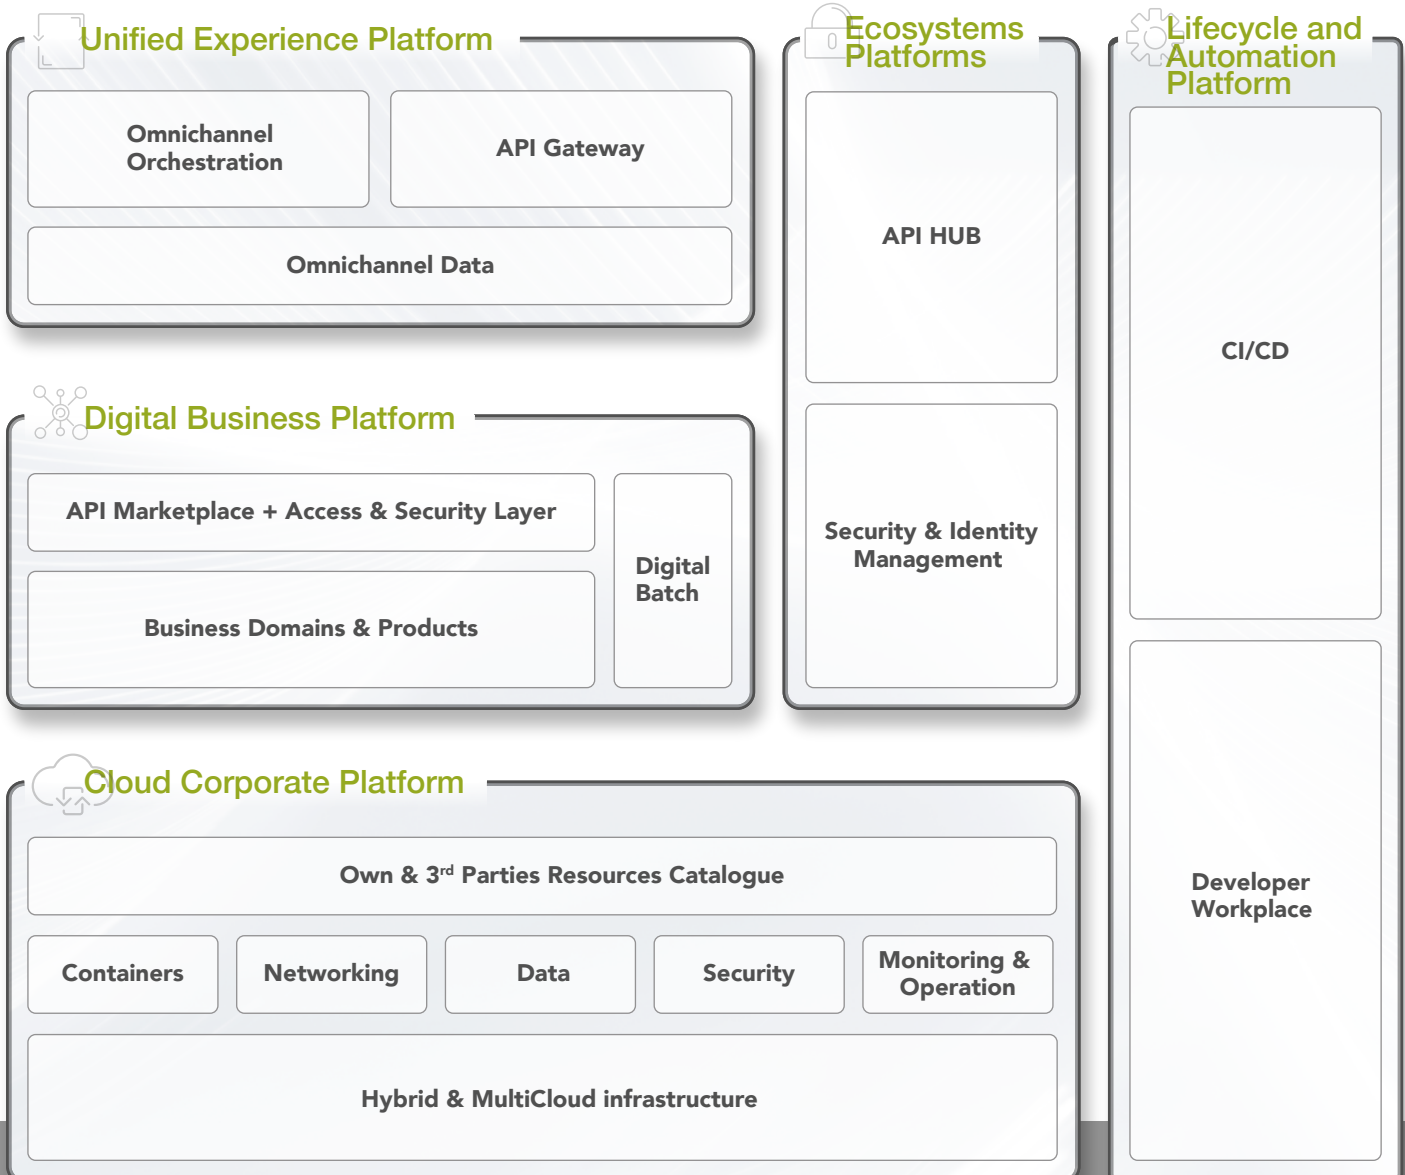 Unified Experience Platform
Omnichannel
Orchestration
API Gateway
Omnichannel Data
Digital Business Platform
API Marketplace + Access & Security Layer
Business Domains & Products
Digital
Batch
Ecosystems
Platforms
API HUB
Security & Identity
Management
Lifecycle and
Automation
Platform
CI/CD
Developer
Workplace
Cloud Corporate Platform
Own & 3rd Parties Resources Catalogue
Containers
Networking
Data
Security
Monitoring &
Operation
Hybrid & MultiCloud infrastructure